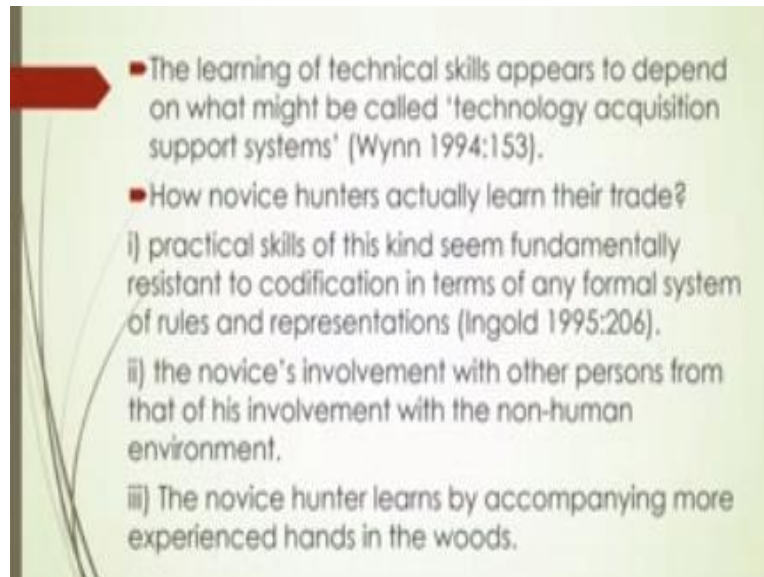 The learning of technical skills appears to depend
on what might be called 'technology acquisition
support systems' (Wynn 1994:153).
How novice hunters actually learn their trade?
i) practical skills of this kind seem fundamentally
resistant to codification in terms of any formal system
of rules and representations (Ingold 1995:206).
ii) the novice's involvement with other persons from
that of his involvement with the non-human
environment.
iii) The novice hunter learns by accompanying more
experienced hands in the woods.